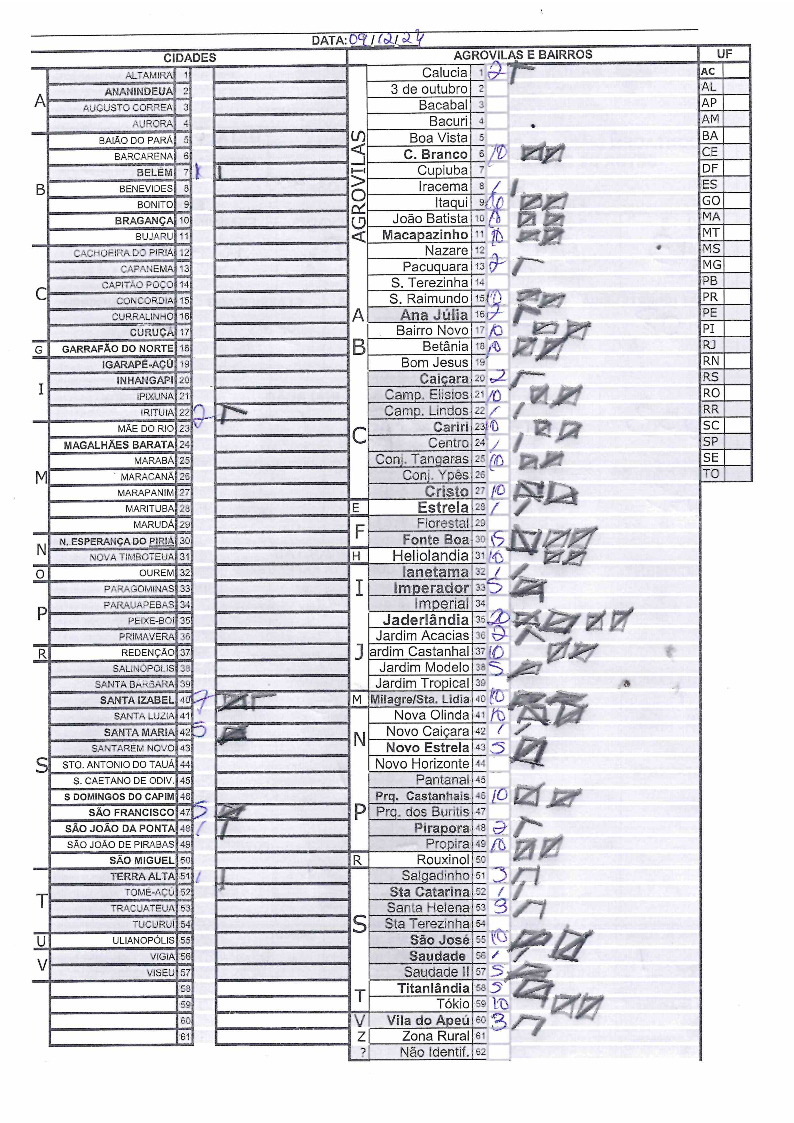 DATA: 09/12/24
CIDADES
A
ALTAMIRA 1
ANANINDEUA 2
AUGUSTO CORREA 3
AURORA 4
B
BAIÃO DO PARÁ 5
BARCARENA 6
BELÉM 7 1
BENEVIDES 8
BONITO 9
BRAGANÇA 10
BUJARU 11
C
CACHOEIRA DO PIRIA 12
CAPANEMA 13
CAPITÃO POÇO 14
CONCORDIA 15
CURRALINHO 16
CURUÇA 17
G
GARRAFÃO DO NORTE 18
I
IGARAPÉ-AÇÚ 19
INHANGAPI 20
IPIXUNA 21
IRITUIA 22 2
M
MÃE DO RIO 23
MAGALHÃES BARATA 24
MARABÁ 25
MARACANÃ 26
MARAPANIM 27
MARITUBA 28
MARUDÁ 29
N
N. ESPERANÇA DO PIRIÁ 30
NOVA TIMBOTEUA 31
O
OUREM 32
P
PARAGOMINAS 33
PARAUAPEBAS 34
PEIXE-BOI 35
PRIMAVERA 36
R
REDENÇÃO 37
S
SALINÓPOLIS 38
SANTA BARBARA 39
SANTA IZABEL 40 7
SANTA LUZIA 41
SANTA MARIA 42 5
SANTAREM NOVO 43
STO. ANTONIO DO TAUÁ 44
S. CAETANO DE ODIV. 45
S DOMINGOS DO CAPIM 46
SÃO FRANCISCO 47 5
SÃO JOÃO DA PONTA 48 1
SÃO JOÃO DE PIRABAS 49
SÃO MIGUEL 50
T
TERRA ALTA 51 1
TOME-AÇÚ 52
TRACUATEUA 53
TUCURUI 54
U
ULIANOPÓLIS 55
V
VIGIA 56
VISEU 57
58
59
60
61
AGROVILAS E BAIRROS
AGROVILAS
Calucia 1 2
3 de outubro 2
Bacabal 3
Bacuri 4
Boa Vista 5
C. Branco 6 10
Cupiuba 7
Iracema 8 1
Itaqui 9 10
João Batista 10 10
Macapazinho 11 10
Nazare 12
Pacuquara 13 2
S. Terezinha 14
S. Raimundo 15 10
A
Ana Júlia 16 2
B
Bairro Novo 17 10
Betânia 18 10
Bom Jesus 19
C
Caiçara 20 2
Camp. Elísios 21 10
Camp. Lindos 22 1
Cariri 23 10
Centro 24 1
Conj. Tangaras 25 10
Conj. Ypês 26
Cristo 27 10
E
Estrela 28 1
F
Florestal 29
Fonte Boa 30 15
H
Heliolandia 31 10
I
Ianetama 32 1
Imperador 33 5
Imperial 34
J
Jaderlândia 35 20
Jardim Acacias 36 2
ardim Castanhal 37 10
Jardim Modelo 38 5
Jardim Tropical 39
M
Milagre/Sta. Lidia 40 10
N
Nova Olinda 41 10
Novo Caiçara 42 1
Novo Estrela 43 5
Novo Horizonte 44
P
Pantanal 45
Prq. Castanhais 46 10
Prq. dos Buritis 47
Pirapora 48 2
Propira 49 10
R
Rouxinol 50
S
Salgadinho 51 3
Sta Catarina 52 1
Santa Helena 53 3
Sta Terezinha 54
São José 55 10
Saudade 56 1
Saudade II 57 5
T
Titanlândia 58 5
Tókio 59 10
V
Vila do Apeú 60 3
Z
Zona Rural 61
?
Não Identif. 62
UF
AC
AL
AP
AM
BA
CE
DF
ES
GO
MA
MT
MS
MG
PB
PR
PE
PI
RJ
RN
RS
RO
RR
SC
SP
SE
TO